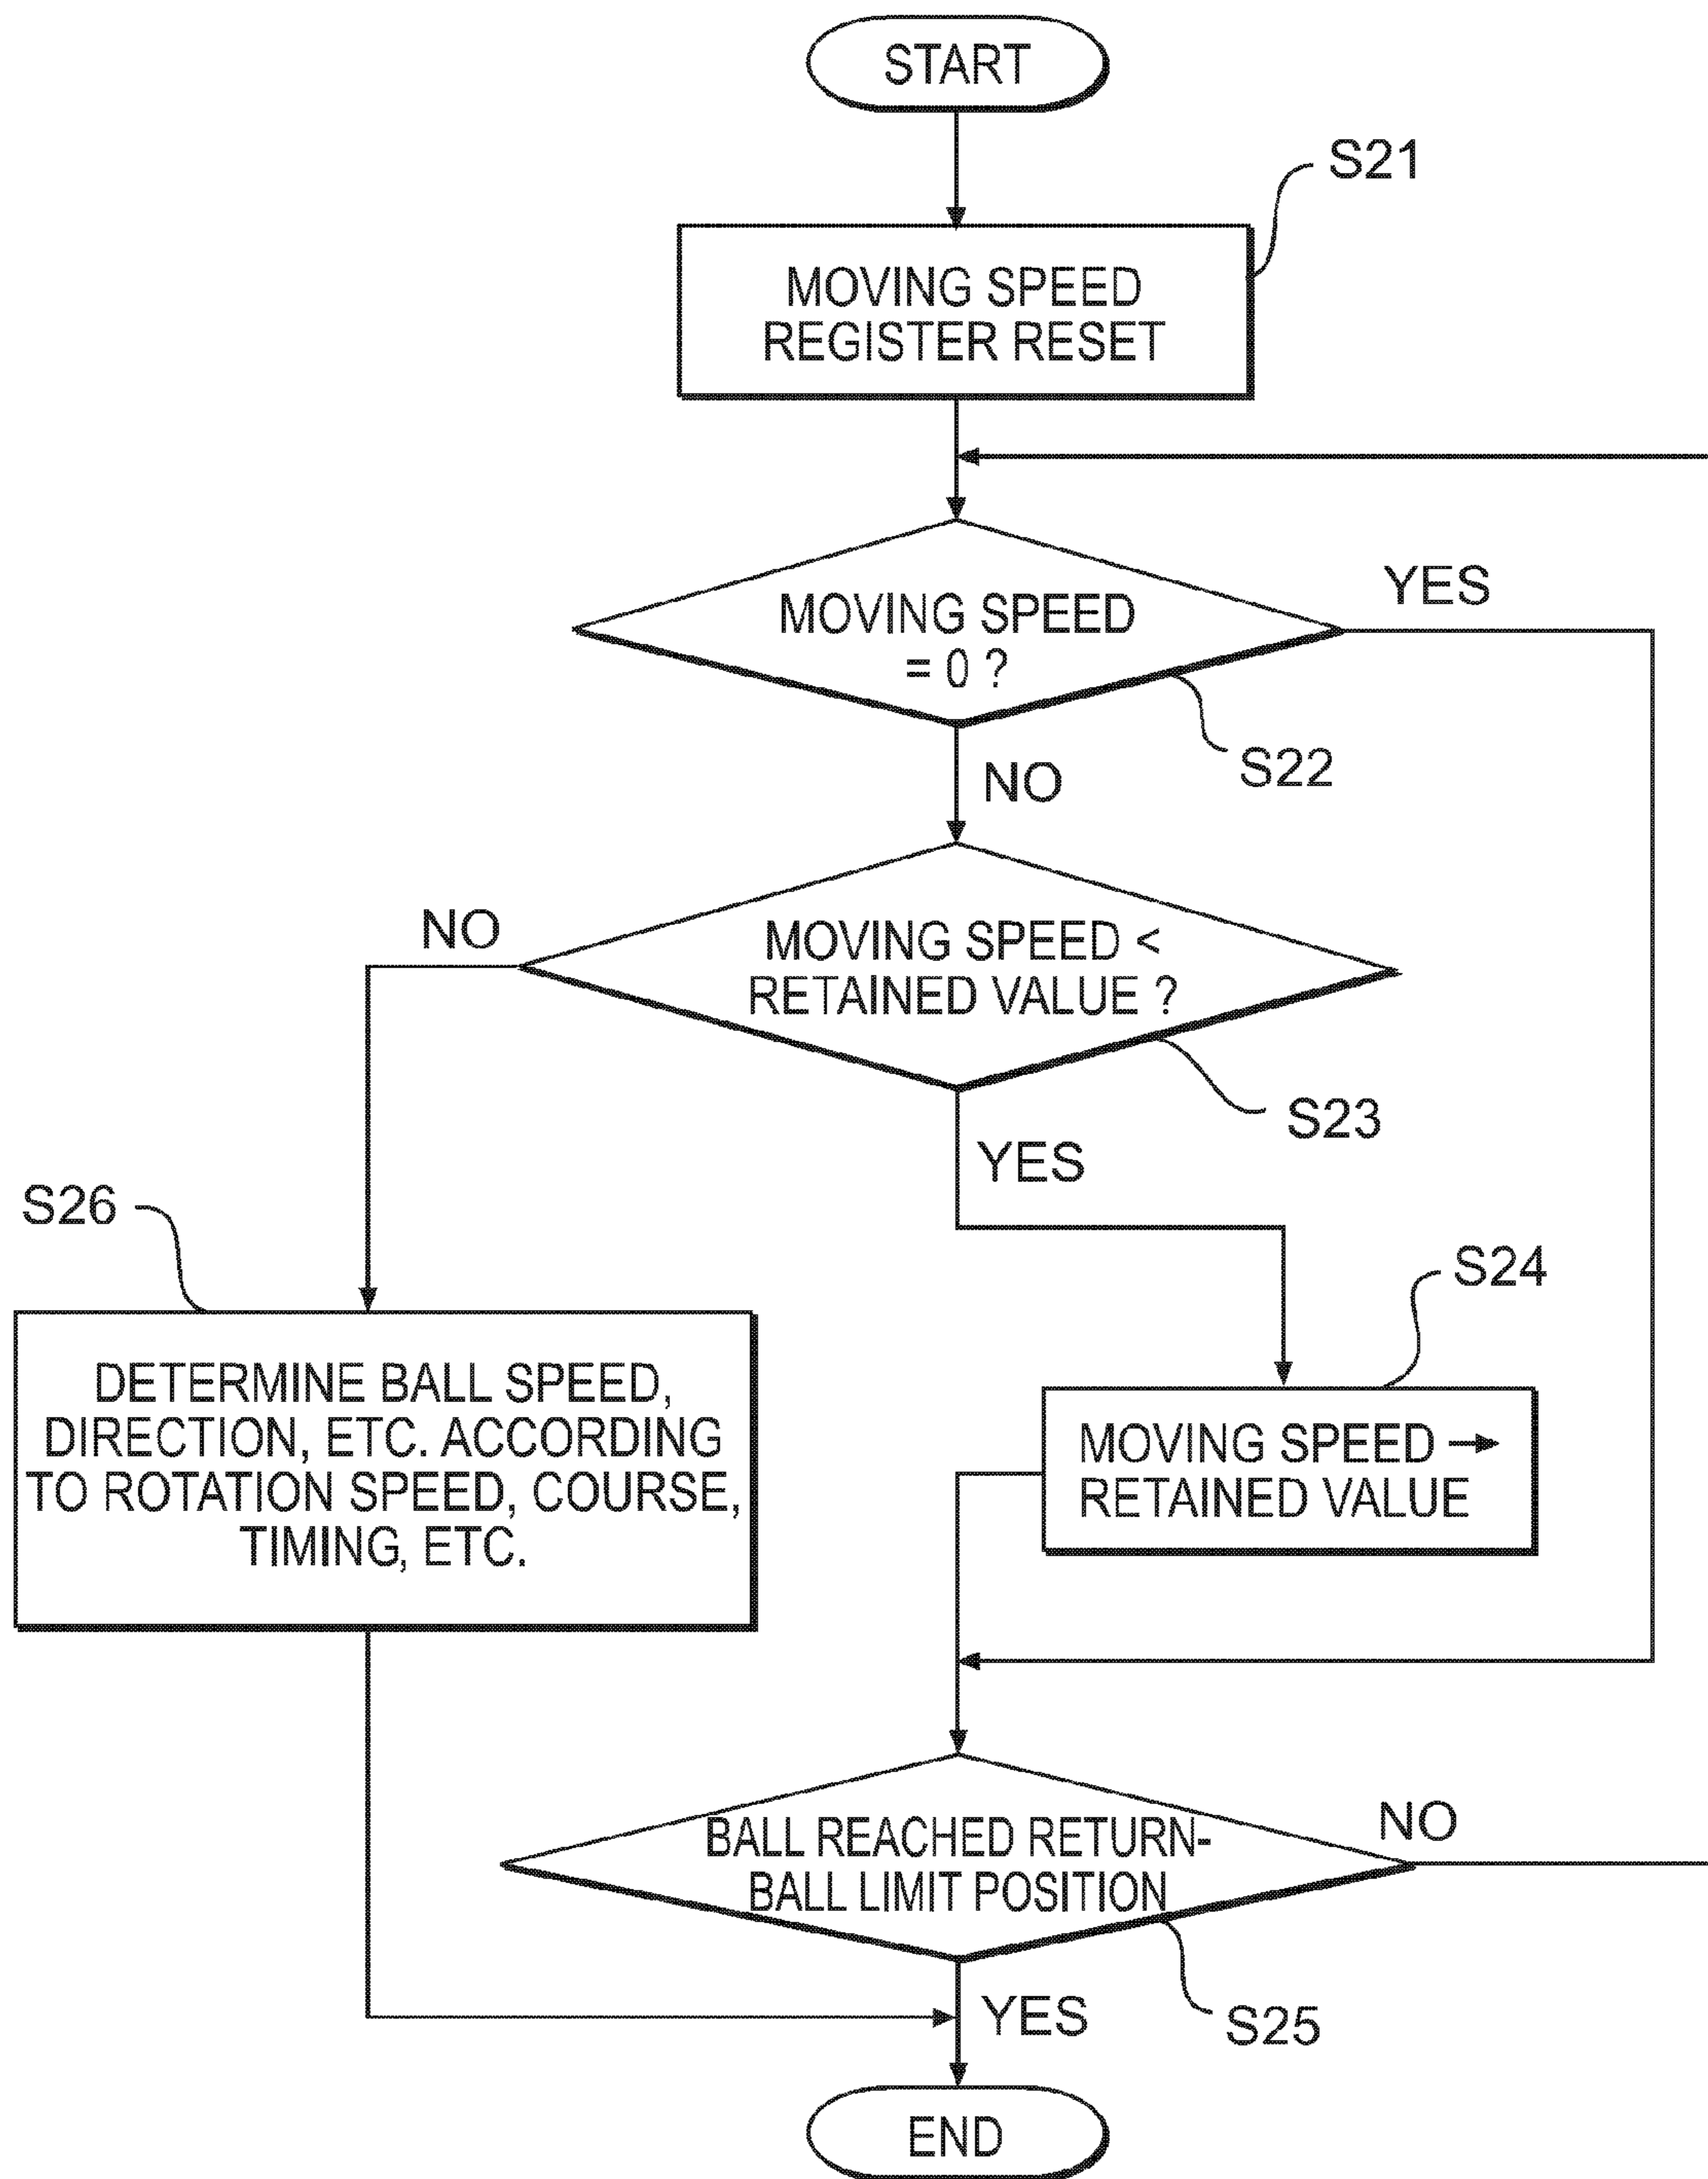 START
S21
MOVING SPEED
REGISTER RESET
YES
MOVING SPEED
= 0 ?
S22
NO
NO
MOVING SPEED <
RETAINED VALUE ?
S23
YES
S26
S24
DETERMINE BALL SPEED,
DIRECTION, ETC. ACCORDING
TO ROTATION SPEED, COURSE,
TIMING, ETC.
MOVING SPEED →
RETAINED VALUE
BALL REACHED RETURN-
BALL LIMIT POSITION
NO
YES
S25
END